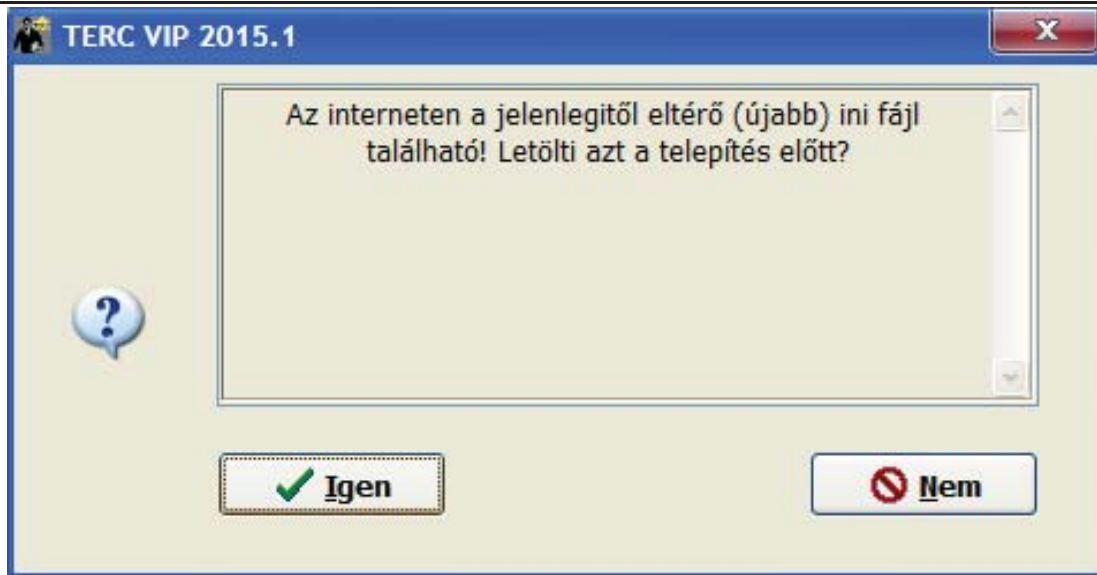 TERC VIP 2015.1
Az interneten a jelenlegitől eltérő (újabb) ini fájl
található! Letölti azt a telepítés előtt?
Igen
Nem